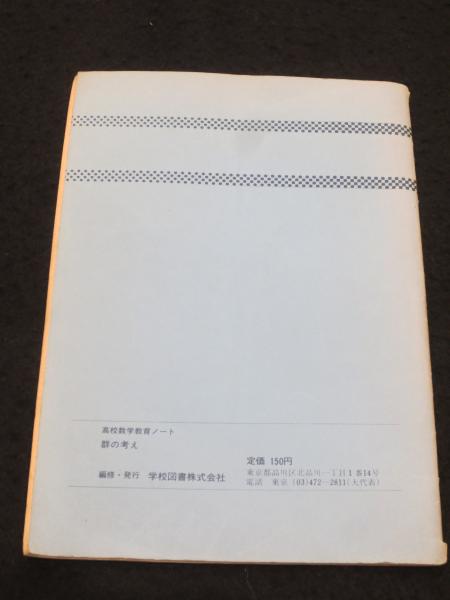 高校数学教育ノート
群の考え
編修・発行 学校図書株式会社
定価 150円
東京都品川区北品川一丁目1番14号
電話 東京 (03)472―2811(大代表)